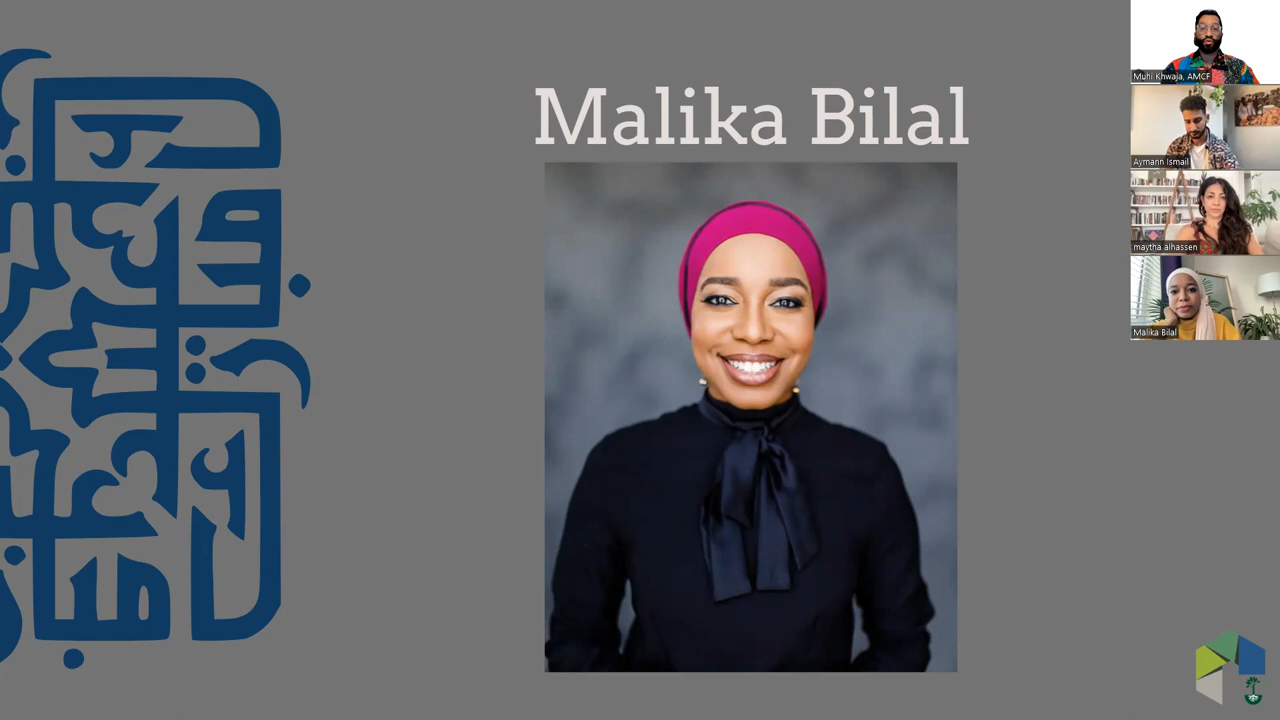 Malika Bilal
Muhi Khwaja, AMCF
Aymann Ismail
maytha alhassen
Malika Bilal